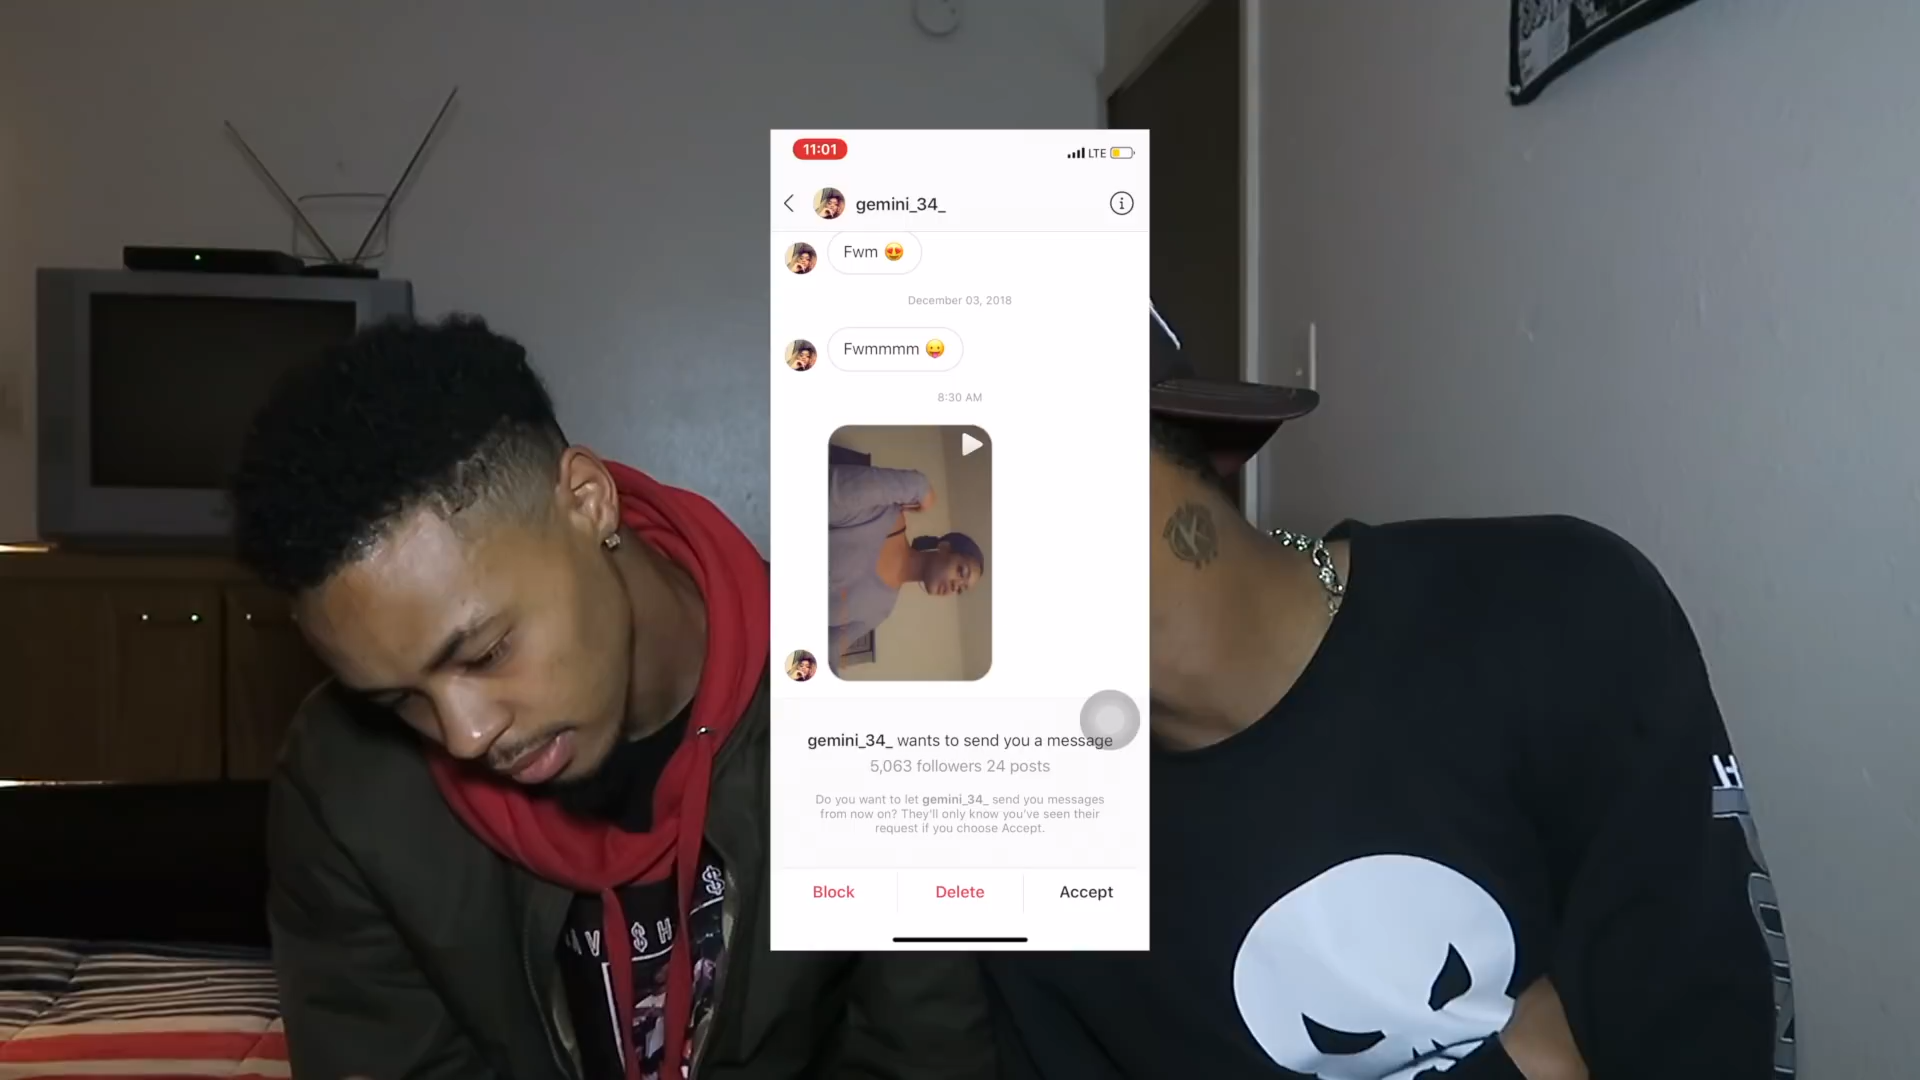 11:01
LTE
gemini_34_
Fwm 😍
December 03, 2018
Fwmmmm 😛
8:30 AM
gemini_34_ wants to send you a message
5,063 followers 24 posts
Do you want to let gemini_34_ send you messages
from now on? They'll only know you've seen their
request if you choose Accept.
Block
Delete
Accept